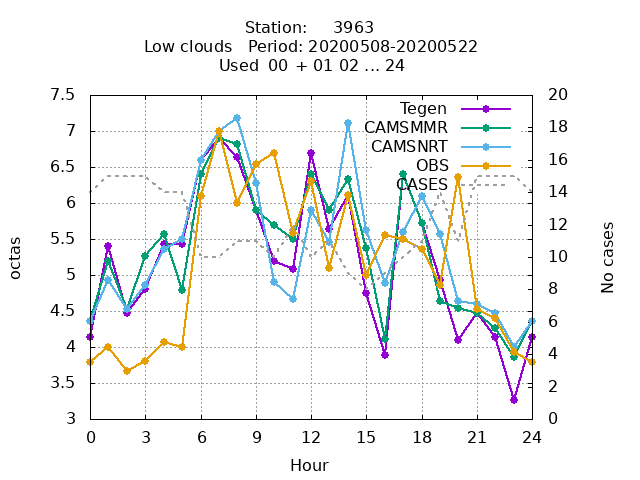 Station: 3963
Low clouds Period: 20200508-20200522
Used 00 + 01 02 ... 24
octas
7.5
7
6.5
6
5.5
5
4.5
4
3.5
3
Tegen
CAMSMMR
CAMSNRT
OBS
CASES
20
18
16
14
12
10
8
6
4
2
0
No cases
0 3 6 9 12 15 18 21 24
Hour